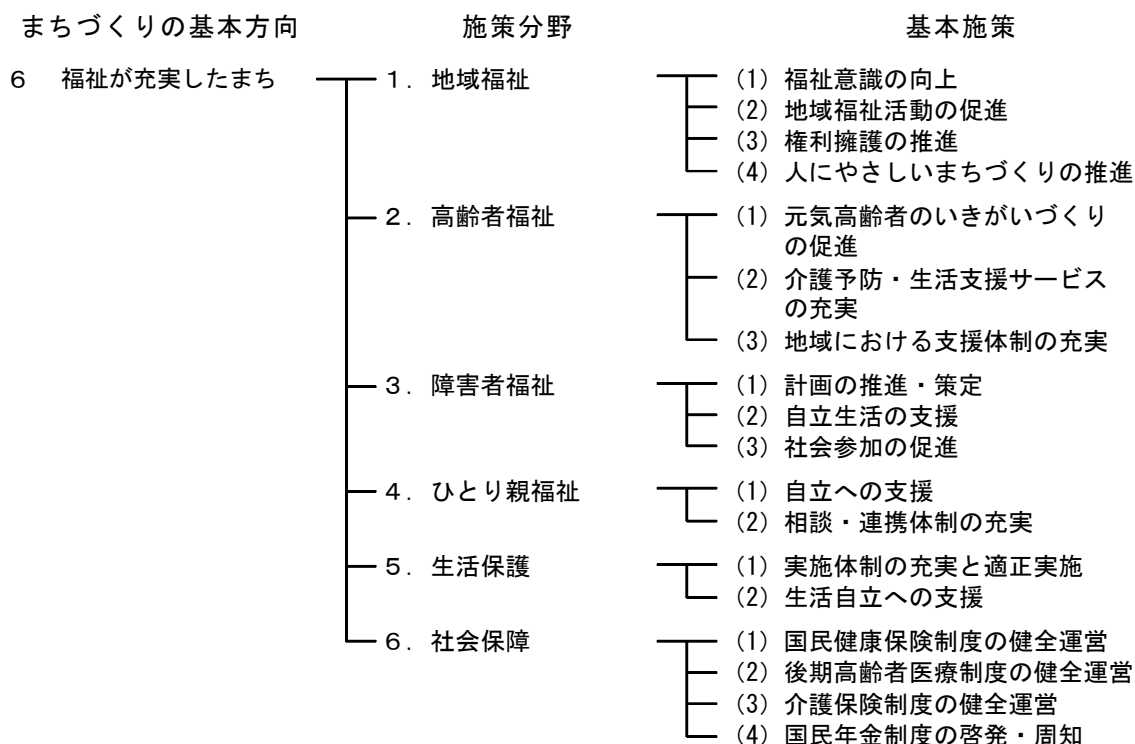 まちづくりの基本方向 施策分野 基本施策
６ 福祉が充実したまち １．地域福祉 (1) 福祉意識の向上
(2) 地域福祉活動の促進
(3) 権利擁護の推進
(4) 人にやさしいまちづくりの推進
２．高齢者福祉 (1) 元気高齢者のいきがいづくり
の促進
(2) 介護予防・生活支援サービス
の充実
(3) 地域における支援体制の充実
３．障害者福祉 (1) 計画の推進・策定
(2) 自立生活の支援
(3) 社会参加の促進
４．ひとり親福祉 (1) 自立への支援
(2) 相談・連携体制の充実
５．生活保護 (1) 実施体制の充実と適正実施
(2) 生活自立への支援
６．社会保障 (1) 国民健康保険制度の健全運営
(2) 後期高齢者医療制度の健全運営
(3) 介護保険制度の健全運営
(4) 国民年金制度の啓発・周知